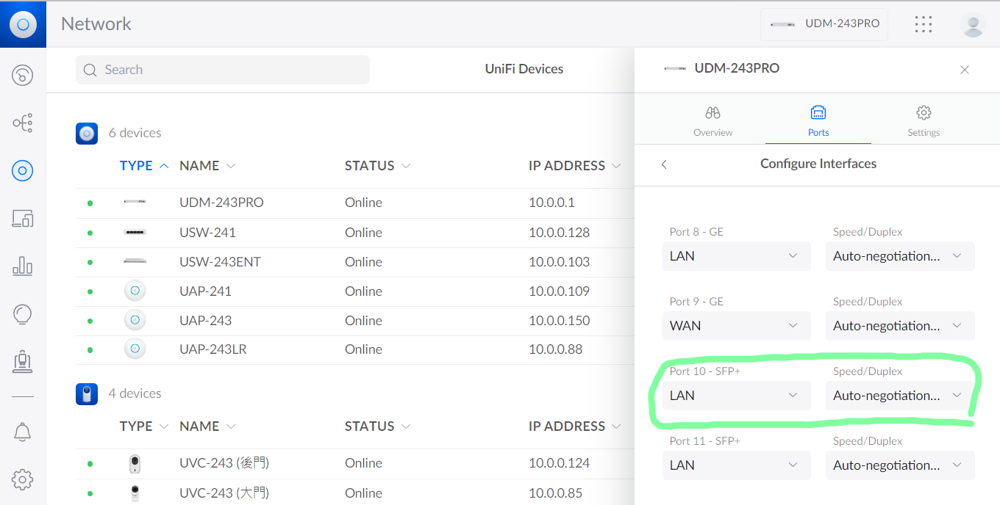 Network
UDM-243PRO
Search
UniFi Devices
6 devices
TYPE NAME STATUS IP ADDRESS
UDM-243PRO Online 10.0.0.1
USW-241 Online 10.0.0.128
USW-243ENT Online 10.0.0.103
UAP-241 Online 10.0.0.109
UAP-243 Online 10.0.0.150
UAP-243LR Online 10.0.0.88
4 devices
TYPE NAME STATUS IP ADDRESS
UVC-243 (後門) Online 10.0.0.124
UVC-243 (大門) Online 10.0.0.85
UDM-243PRO
Overview Ports Settings
Configure Interfaces
Port 8 - GE Speed/Duplex
LAN Auto-negotiation...
Port 9 - GE Speed/Duplex
WAN Auto-negotiation...
Port 10 - SFP+ Speed/Duplex
LAN Auto-negotiation...
Port 11 - SFP+ Speed/Duplex
LAN Auto-negotiation...